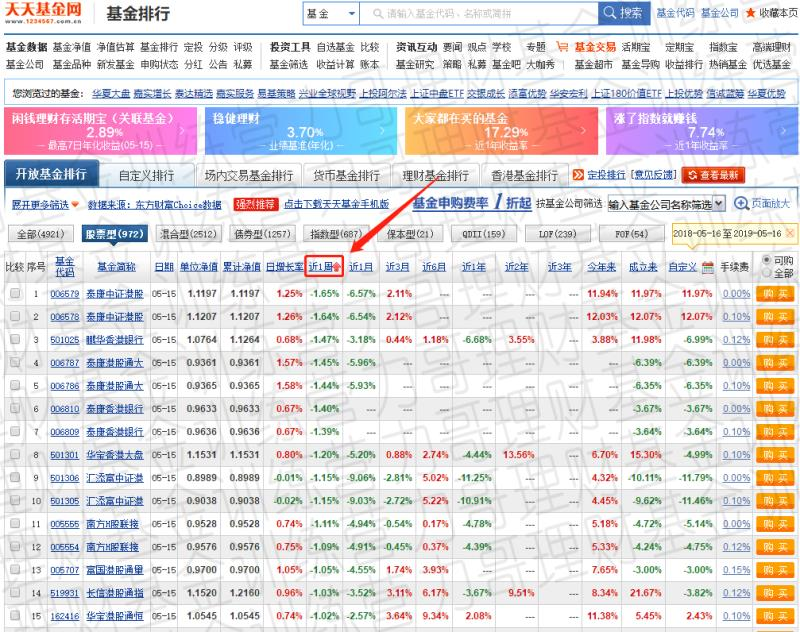 天天基金网 基金排行 基金 请输入基金代码、名称或简拼 搜索 基金代码 基金公司 收藏本页
www.1234567.com.cn
基金数据 基金净值 净值估算 基金排行 定投 分级 评级 投资工具 自选基金 比较 资讯互动 要闻 观点 学校 专题 基金交易 活期宝 定期宝 指数宝 高端理财
基金公司 基金品种 新发基金 申购状态 分红 公告 私募 基金筛选 收益计算 账本 基金研究 策略 私募 基金吧 大咖秀 基金超市 基金导购 收益排行 热销基金 优选基金
您浏览过的基金： 华夏大盘 嘉实增长 泰达精选 嘉实服务 易基策略 兴业全球视野 上投阿尔法 上证中盘ETF 交银成长 添富优势 华安宏利 上证180价值ETF 上投优势 信诚蓝筹 华夏优势
闲钱理财存活期宝（关联基金） 稳健理财 大家都在买的基金 涨了指数就赚钱
2.89% 3.70% 17.29% 7.74%
最高7日年化收益(05-15) 业绩基准(年化) 近1年收益率 近1年收益率
开放基金排行 自定义排行 场内交易基金排行 货币基金排行 理财基金排行 香港基金排行 定投排行 [意见反馈] 查看最新
展开更多筛选 数据来源：东方财富Choice数据 强烈推荐 点击下载天天基金手机版 基金申购费率1折起 按基金公司筛选: 输入基金公司名称筛选 页面放大
全部(4921) 股票型(972) 混合型(2512) 债券型(1257) 指数型(687) 保本型(21) QDII(159) LOF(239) FOF(54) 2018-05-16 至 2019-05-16
比较 序号 基金代码 基金简称 日期 单位净值 累计净值 日增长率 近1周 近1月 近3月 近6月 近1年 近2年 近3年 今年来 成立来 自定义 手续费 可购 全部
1 006579 泰康中证港股 05-15 1.1197 1.1197 1.25% -1.65% -6.57% 2.11% --- --- --- --- 11.94% 11.97% 11.97% 0.00% 购 买
2 006578 泰康中证港股 05-15 1.1207 1.1207 1.26% -1.64% -6.54% 2.12% --- --- --- --- 12.03% 12.07% 12.07% 0.10% 购 买
3 501025 鹏华香港银行 05-15 1.0764 1.1264 0.68% -1.47% -3.18% 0.44% 1.18% -6.68% 3.55% --- 3.88% 11.98% -6.99% 0.12% 购 买
4 006787 泰康港股通大 05-15 0.9361 0.9361 1.57% -1.45% -5.96% --- --- --- --- --- --- -6.39% -6.39% 0.00% 购 买
5 006786 泰康港股通大 05-15 0.9365 0.9365 1.58% -1.44% -5.93% --- --- --- --- --- --- -6.35% -6.35% 0.10% 购 买
6 006810 泰康香港银行 05-15 0.9633 0.9633 0.67% -1.40% --- --- --- --- --- --- --- -3.67% -3.67% 0.00% 购 买
7 006809 泰康香港银行 05-15 0.9636 0.9636 0.67% -1.39% --- --- --- --- --- --- --- -3.64% -3.64% 0.10% 购 买
8 501301 华宝香港大盘 05-15 1.1531 1.1531 0.80% -1.20% -5.20% 0.88% 2.74% -4.44% 13.56% --- 6.70% 15.30% -4.99% 0.12% 购 买
9 501306 汇添富中证港 05-15 0.8989 0.8989 -0.01% -1.15% -9.06% -2.81% 5.02% -11.25% --- --- 4.32% -10.11% -11.79% 0.00% 购 买
10 501305 汇添富中证港 05-15 0.9038 0.9038 -0.02% -1.15% -9.03% -2.72% 5.22% -10.91% --- --- 4.45% -9.62% -11.46% 0.10% 购 买
11 005555 南方H股联接 05-15 0.9528 0.9528 0.74% -1.11% -4.94% -0.54% 0.17% -4.78% --- --- 5.18% -4.72% -5.14% 0.00% 购 买
12 005554 南方H股联接 05-15 0.9576 0.9576 0.75% -1.09% -4.91% -0.45% 0.37% -4.39% --- --- 5.33% -4.24% -4.75% 0.12% 购 买
13 005707 富国港股通量 05-15 0.9700 0.9700 1.05% -1.05% -4.55% 1.74% 3.93% --- --- --- 7.65% -3.00% -3.00% 0.15% 购 买
14 519931 长信港股通指 05-15 1.1520 1.2160 0.96% -1.03% -3.52% 3.11% 6.17% -3.67% 9.51% --- 8.34% 21.67% -3.82% 0.12% 购 买
15 162416 华宝港股通恒 05-15 1.0545 1.0545 0.74% -1.02% -2.57% 3.64% 9.34% 2.08% --- --- 11.38% 5.45% 2.43% 0.10% 购 买